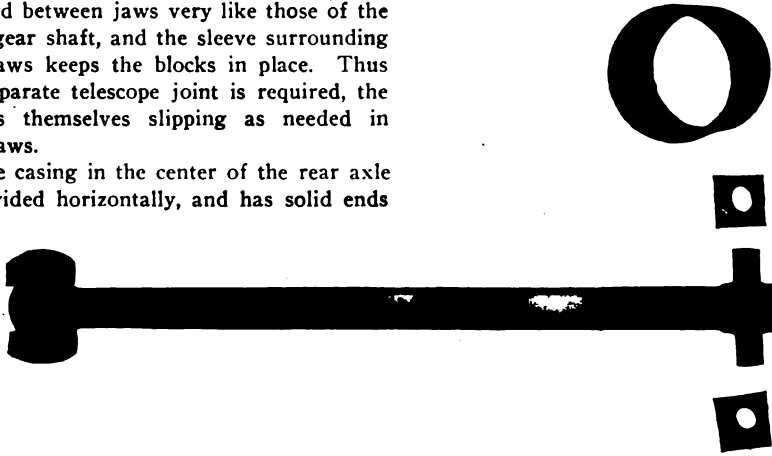 d between jaws very like those of the
gear shaft, and the sleeve surrounding
aws keeps the blocks in place. Thus
parate telescope joint is required, the
s themselves slipping as needed in
aws.
e casing in the center of the rear axle
vided horizontally, and has solid ends